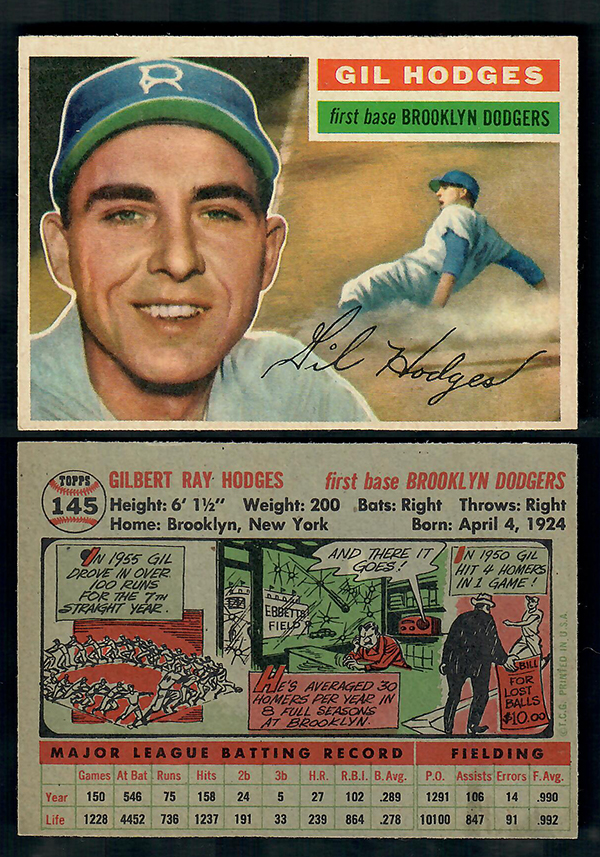 GIL HODGES
first base BROOKLYN DODGERS
Gil Hodges
TOPPS
145
GILBERT RAY HODGES first base BROOKLYN DODGERS
Height: 6' 1½" Weight: 200 Bats: Right Throws: Right
Home: Brooklyn, New York Born: April 4, 1924
IN 1955 GIL
DROVE IN OVER
100 RUNS
FOR THE 7TH
STRAIGHT YEAR.
EBBETS
FIELD
AND THERE IT
GOES!
HE'S AVERAGED 30
HOMERS PER YEAR IN
8 FULL SEASONS
AT BROOKLYN.
IN 1950 GIL
HIT 4 HOMERS
IN 1 GAME!
BILL
FOR
LOST
BALLS
$10.00
©T.C.G. PRINTED IN U.S.A.
MAJOR LEAGUE BATTING RECORD FIELDING
Games At Bat Runs Hits 2b 3b H.R. R.B.I. B. Avg. P.O. Assists Errors F. Avg.
Year 150 546 75 158 24 5 27 102 .289 1291 106 14 .990
Life 1228 4452 736 1237 191 33 239 864 .278 10100 847 91 .992